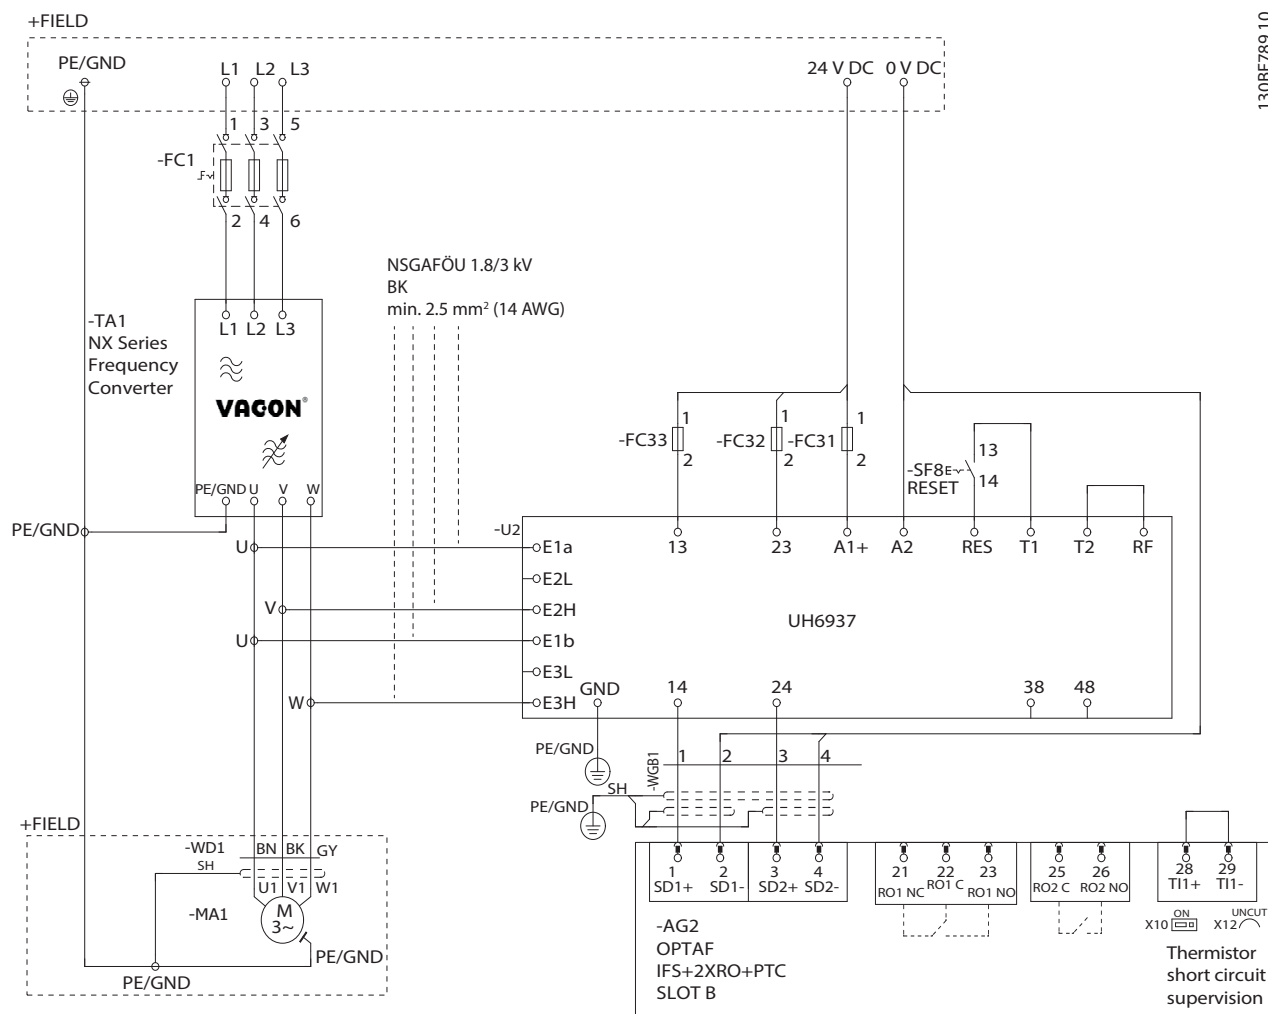 +FIELD
130BE789.10
PE/GND
L1 L2 L3
24 V DC 0 V DC
1 3 5
-FC1
2 4 6
NSGAFÖU 1.8/3 kV
BK
min. 2.5 mm² (14 AWG)
-TA1
NX Series
Frequency
Converter
L1 L2 L3
VACON®
PE/GND U V W
-FC33 1 2
-FC32 1 2
-FC31 1 2
-SF8
RESET
13
14
PE/GND
-U2
13 23 A1+ A2 RES T1 T2 RF
U E1a
E2L
V E2H
U E1b
E3L
W E3H
UH6937
GND 14 24 38 48
PE/GND
-WGB1
1 2 3 4
SH
PE/GND
+FIELD
-WD1 BN BK GY
SH
U1 V1 W1
-MA1
M
3~
PE/GND
PE/GND
1 2 3 4
SD1+ SD1- SD2+ SD2-
21 22 23
RO1 NC RO1 C RO1 NO
25 26
RO2 C RO2 NO
28 29
TI1+ TI1-
-AG2
OPTAF
IFS+2XRO+PTC
SLOT B
X10 ON
X12 UNCUT
Thermistor
short circuit
supervision